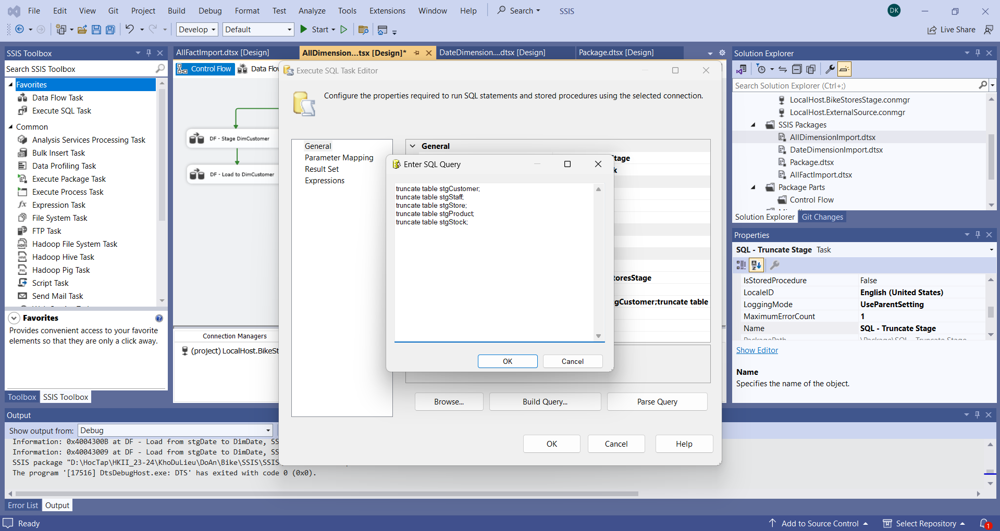 File Edit View Git Project Build Debug Format Test Analyze Tools Extensions Window Help Search SSIS DK
Develop Default Start Live Share
SSIS Toolbox
Search SSIS Toolbox
Favorites
Data Flow Task
Execute SQL Task
Common
Analysis Services Processing Task
Bulk Insert Task
Data Profiling Task
Execute Package Task
Execute Process Task
Expression Task
File System Task
FTP Task
Hadoop File System Task
Hadoop Hive Task
Hadoop Pig Task
Script Task
Send Mail Task
Favorites
Provides convenient access to your favorite
elements so that they are only a click away.
Toolbox SSIS Toolbox
AllFactImport.dtsx [Design] AllDimension...tsx [Design]* DateDimension....dtsx [Design] Package.dtsx [Design]
Control Flow Data Flo
DF - Stage DimCustomer
DF - Load to DimCustomer
Connection Managers
(project) LocalHost.BikeSt
Execute SQL Task Editor
Configure the properties required to run SQL statements and stored procedures using the selected connection.
General
Parameter Mapping
Result Set
Expressions
General
tage
k
toresStage
gCustomer;truncate table
Enter SQL Query
truncate table stgCustomer;
truncate table stgStaff;
truncate table stgStore;
truncate table stgProduct;
truncate table stgStock;
OK Cancel
Browse... Build Query... Parse Query
OK Cancel Help
Solution Explorer
Search Solution Explorer (Ctrl+;)
LocalHost.BikeStoresStage.conmgr
LocalHost.ExternalSource.conmgr
SSIS Packages
AllDimensionImport.dtsx
DateDimensionImport.dtsx
Package.dtsx
AllFactImport.dtsx
Package Parts
Control Flow
Solution Explorer Git Changes
Properties
SQL - Truncate Stage Task
IsStoredProcedure False
LocaleID English (United States)
LoggingMode UseParentSetting
MaximumErrorCount 1
Name SQL - Truncate Stage
PackagePath \Package\SQL - Truncate Stage
Show Editor
Name
Specifies the name of the object.
Output
Show output from: Debug
Information: 0x4004300B at DF - Load from stgDate to DimDate, SS
Information: 0x40043009 at DF - Load from stgDate to DimDate, SS
SSIS package "D:\HocTap\HKII_23-24\KhoDuLieu\DoAn\Bike\SSIS\SSIS
The program '[17516] DtsDebugHost.exe: DTS' has exited with code 0 (0x0).
Error List Output
Ready Add to Source Control Select Repository 1